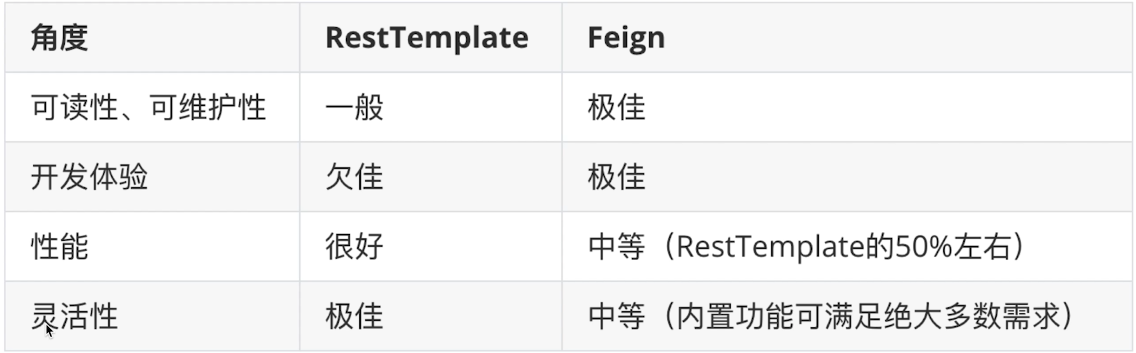 角度 RestTemplate Feign
可读性、可维护性 一般 极佳
开发体验 欠佳 极佳
性能 很好 中等（RestTemplate的50%左右）
灵活性 极佳 中等（内置功能可满足绝大多数需求）